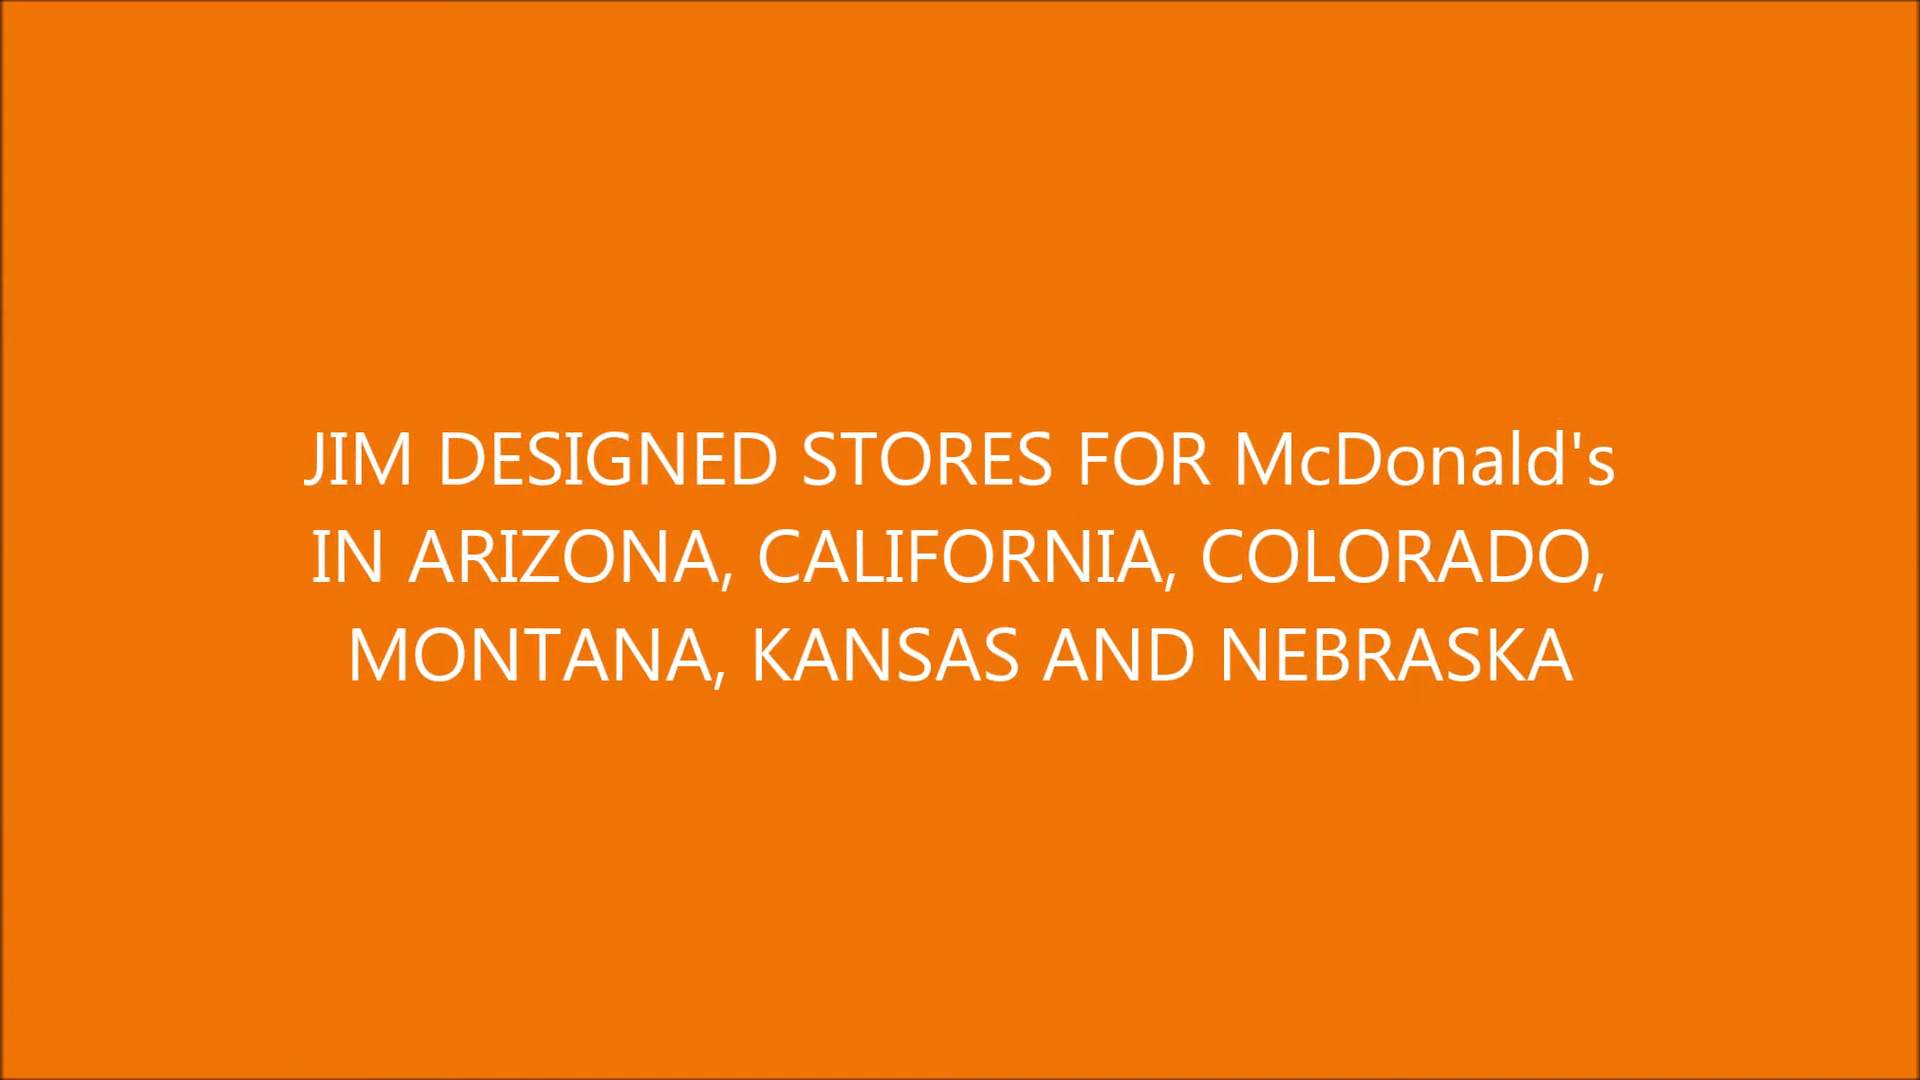 JIM DESIGNED STORES FOR McDonald's
IN ARIZONA, CALIFORNIA, COLORADO,
MONTANA, KANSAS AND NEBRASKA